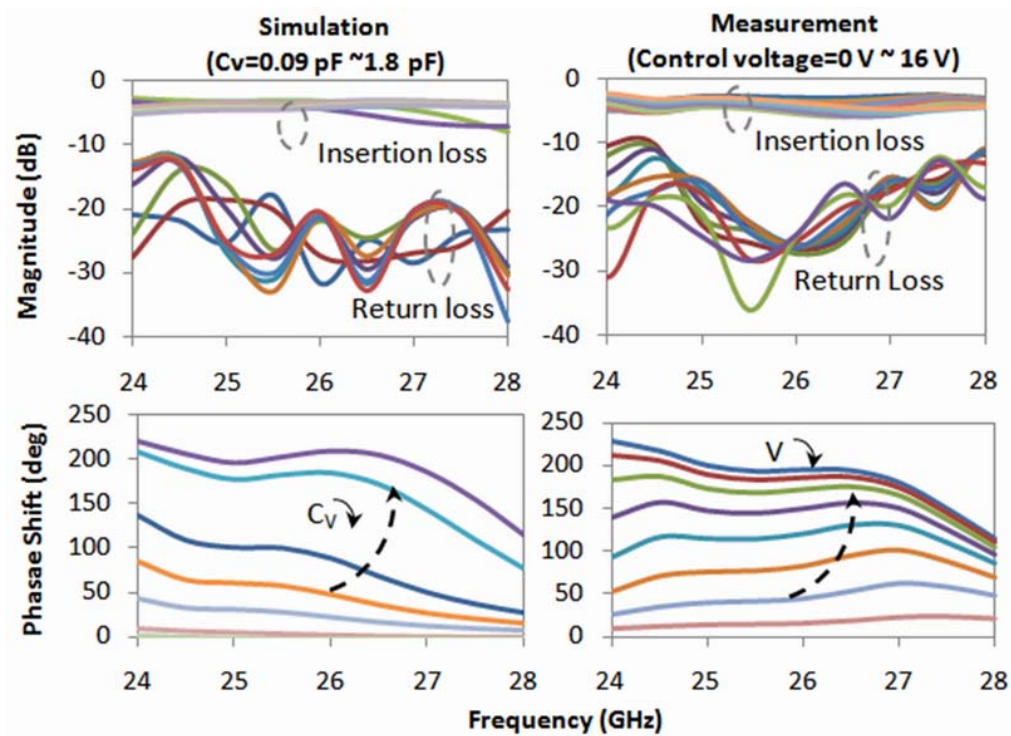 Simulation
(Cv=0.09 pF ~1.8 pF)
Measurement
(Control voltage=0 V ~ 16 V)
Magnitude (dB)
0
-10
-20
-30
-40
Insertion loss
Return loss
24 25 26 27 28
0
-10
-20
-30
-40
Insertion loss
Return Loss
24 25 26 27 28
Phasae Shift (deg)
250
200
150
100
50
0
CV
24 25 26 27 28
250
200
150
100
50
0
V
24 25 26 27 28
Frequency (GHz)